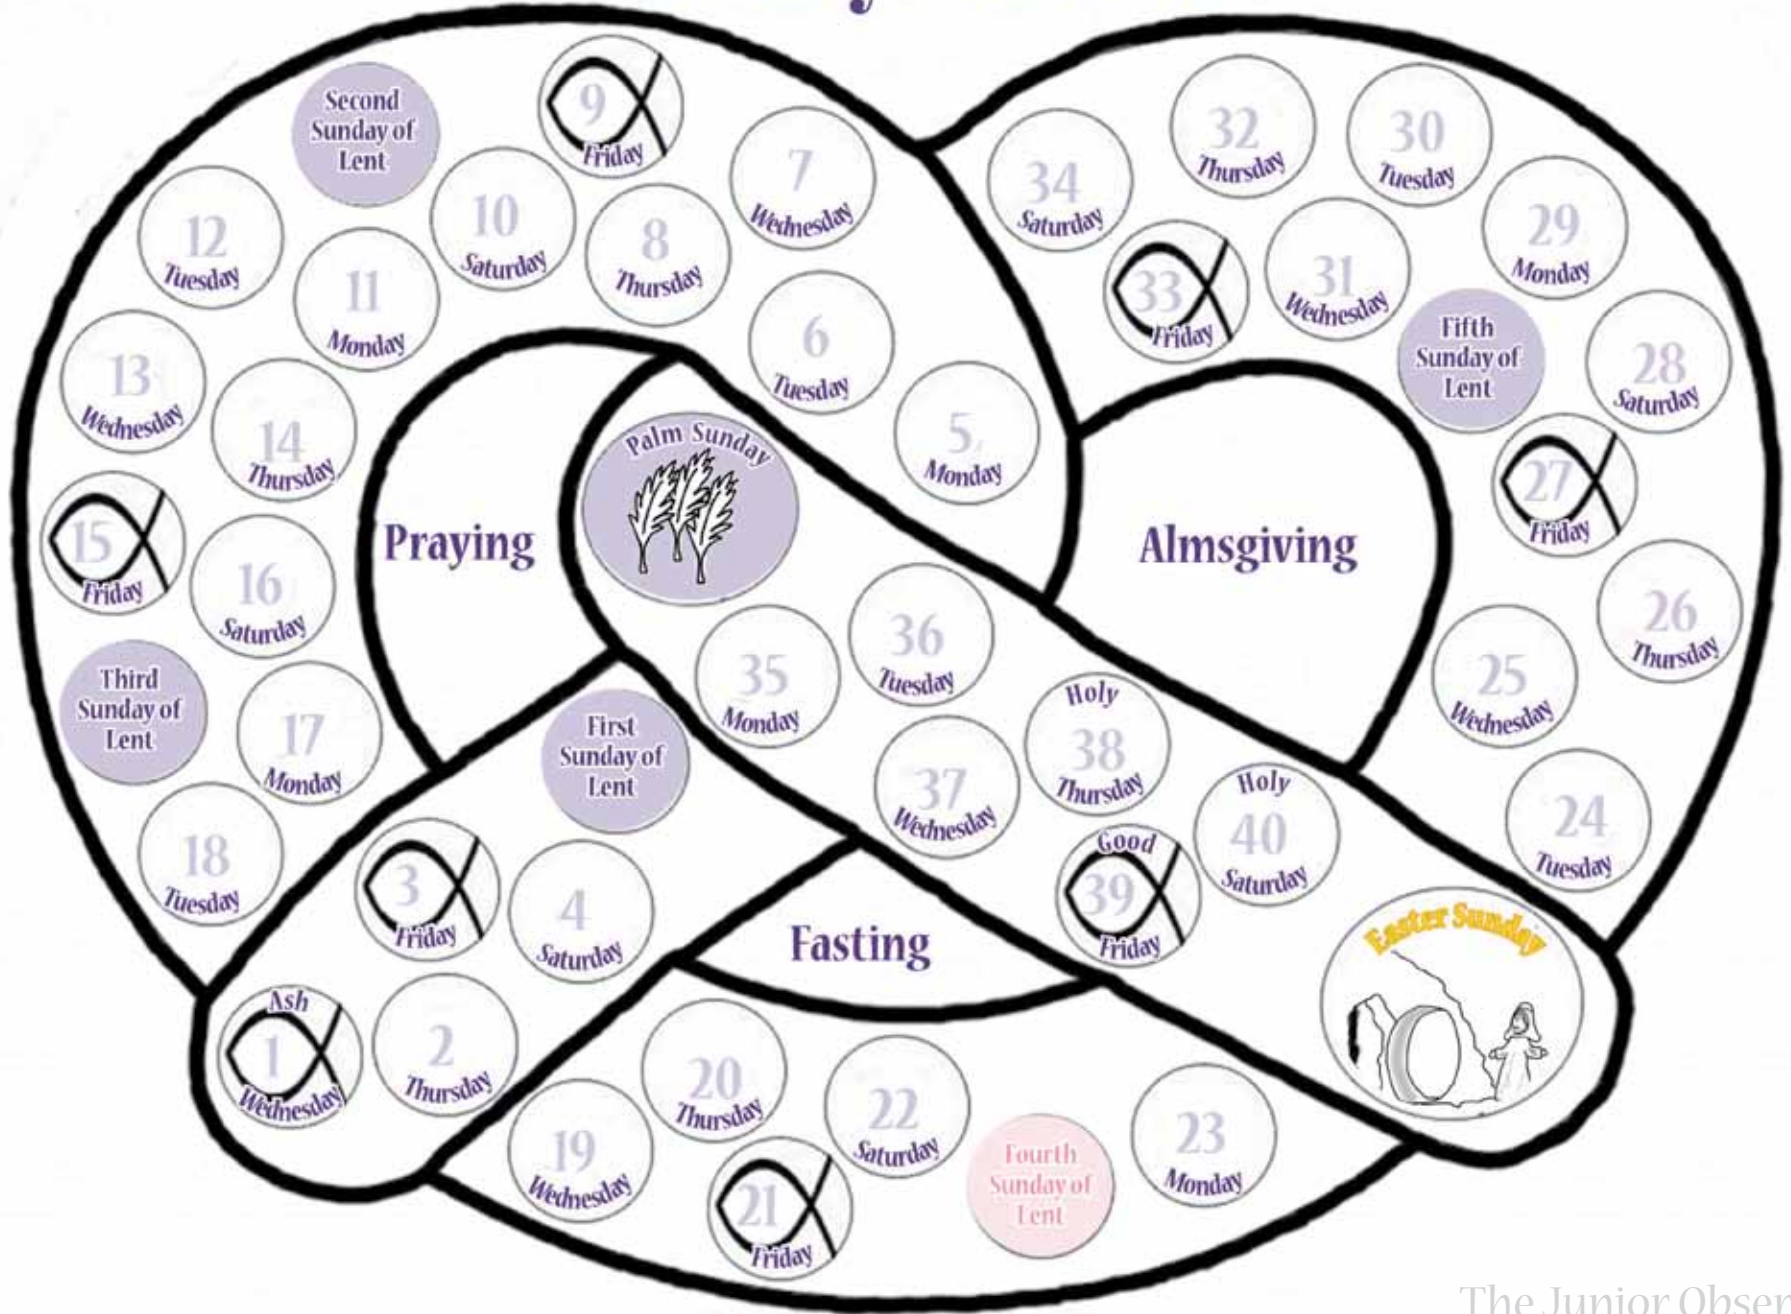 Ash
1
Wednesday
2
Thursday
3
Friday
4
Saturday
First
Sunday of
Lent
5
Monday
6
Tuesday
7
Wednesday
8
Thursday
9
Friday
10
Saturday
Second
Sunday of
Lent
11
Monday
12
Tuesday
13
Wednesday
14
Thursday
15
Friday
16
Saturday
Third
Sunday of
Lent
17
Monday
18
Tuesday
19
Wednesday
20
Thursday
21
Friday
22
Saturday
Fourth
Sunday of
Lent
23
Monday
24
Tuesday
25
Wednesday
26
Thursday
27
Friday
28
Saturday
Fifth
Sunday of
Lent
29
Monday
30
Tuesday
31
Wednesday
32
Thursday
33
Friday
34
Saturday
Palm Sunday
35
Monday
36
Tuesday
37
Wednesday
Holy
38
Thursday
Good
39
Friday
Holy
40
Saturday
Easter Sunday
Praying
Almsgiving
Fasting
The Junior Obser